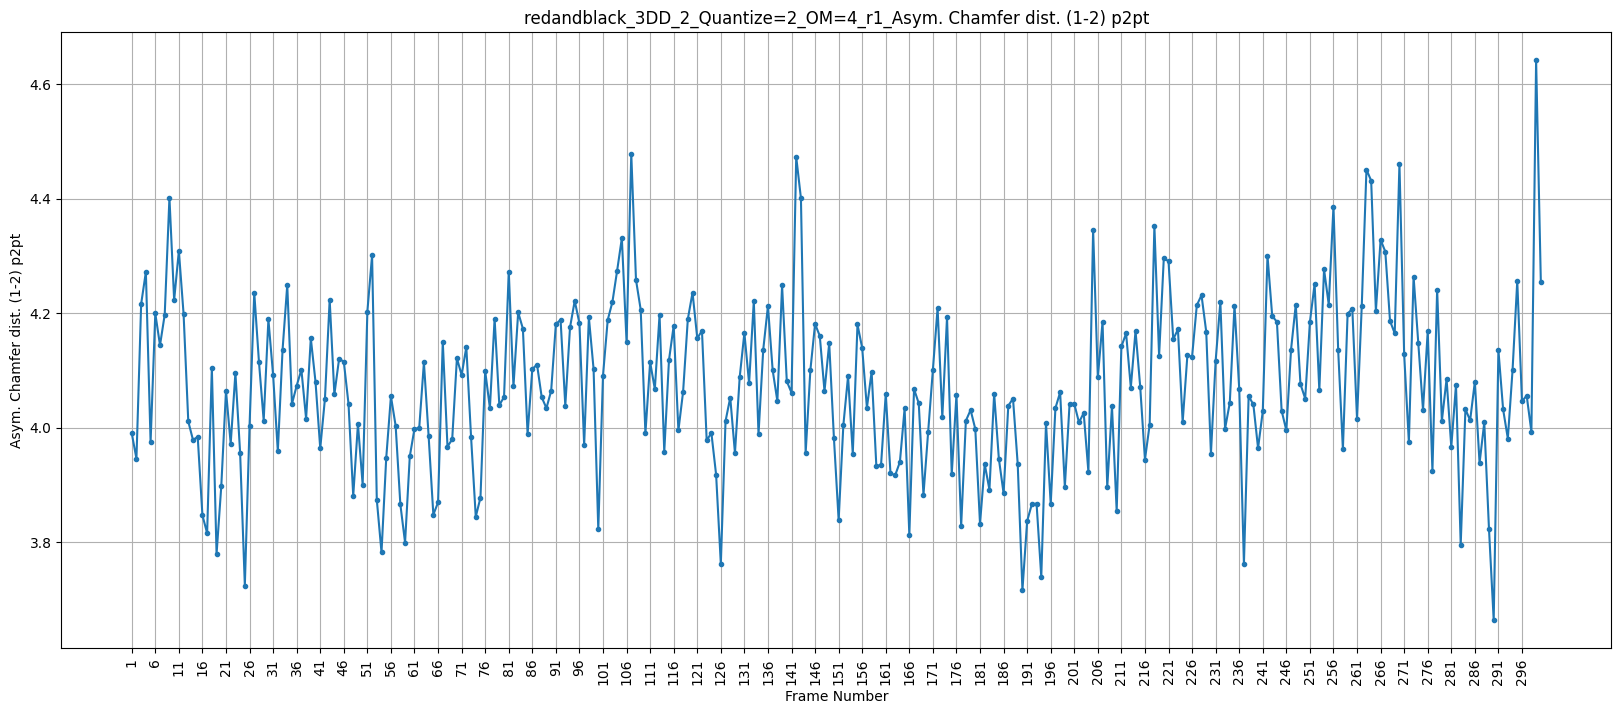 redandblack_3DD_2_Quantize=2_OM=4_r1_Asym. Chamfer dist. (1-2) p2pt
Asym. Chamfer dist. (1-2) p2pt
4.6
4.4
4.2
4.0
3.8
1 6 11 16 21 26 31 36 41 46 51 56 61 66 71 76 81 86 91 96 101 106 111 116 121 126 131 136 141 146 151 156 161 166 171 176 181 186 191 196 201 206 211 216 221 226 231 236 241 246 251 256 261 266 271 276 281 286 291 296
Frame Number